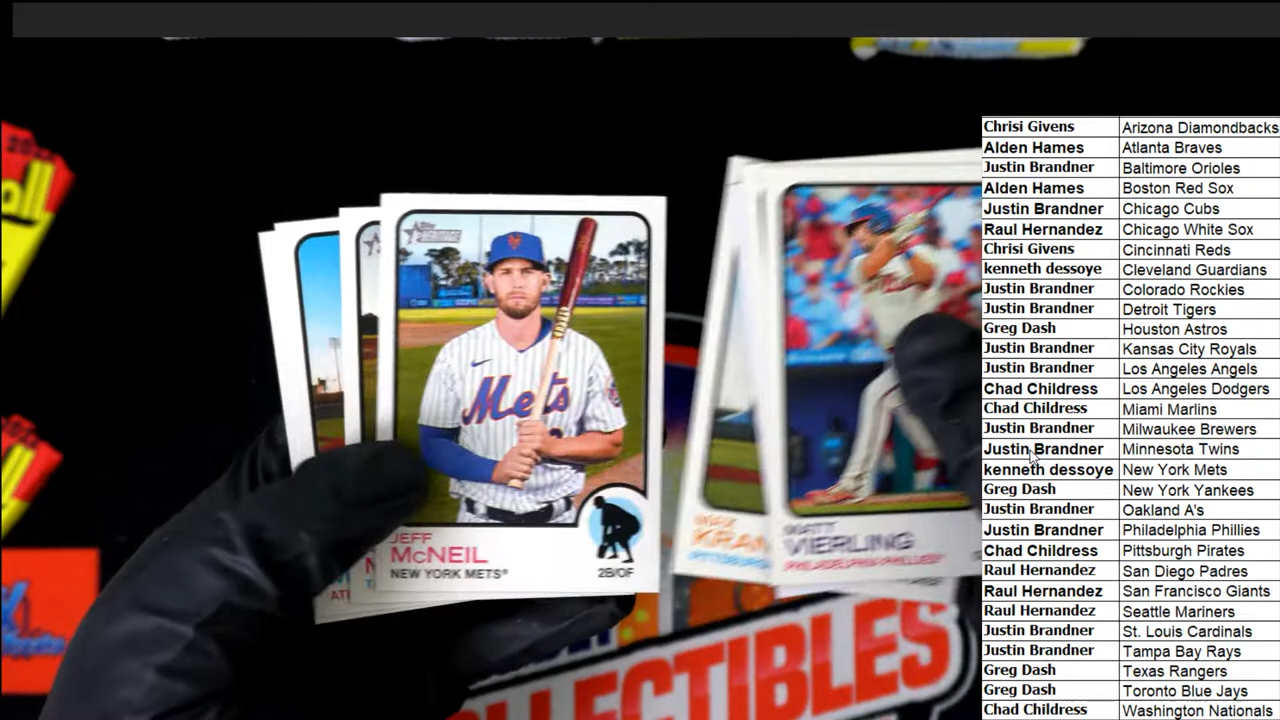 Chrisi Givens Arizona Diamondbacks
Alden Hames Atlanta Braves
Justin Brandner Baltimore Orioles
Alden Hames Boston Red Sox
Justin Brandner Chicago Cubs
Raul Hernandez Chicago White Sox
Chrisi Givens Cincinnati Reds
kenneth dessoye Cleveland Guardians
Justin Brandner Colorado Rockies
Justin Brandner Detroit Tigers
Greg Dash Houston Astros
Justin Brandner Kansas City Royals
Justin Brandner Los Angeles Angels
Chad Childress Los Angeles Dodgers
Chad Childress Miami Marlins
Justin Brandner Milwaukee Brewers
Justin Brandner Minnesota Twins
kenneth dessoye New York Mets
Greg Dash New York Yankees
Justin Brandner Oakland A's
Justin Brandner Philadelphia Phillies
Chad Childress Pittsburgh Pirates
Raul Hernandez San Diego Padres
Raul Hernandez San Francisco Giants
Raul Hernandez Seattle Mariners
Justin Brandner St. Louis Cardinals
Justin Brandner Tampa Bay Rays
Greg Dash Texas Rangers
Greg Dash Toronto Blue Jays
Chad Childress Washington Nationals
HERITAGE
Mets
JEFF
McNEIL
NEW YORK METS®
2B/OF
MATT
VIERLING